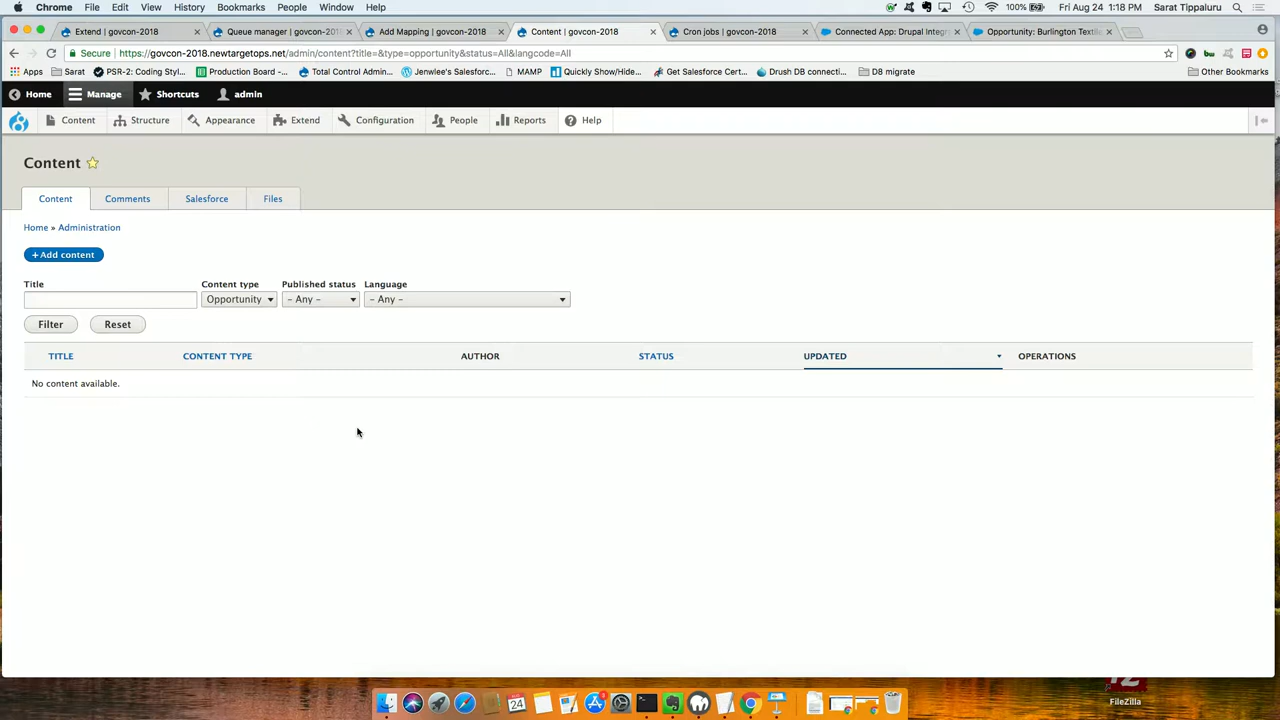 Chrome File Edit View History Bookmarks People Window Help 100% Fri Aug 24 1:18 PM Sarat Tippaluru
Extend | govcon-2018 Queue manager | govcon-2018 Add Mapping | govcon-2018 Content | govcon-2018 Cron jobs | govcon-2018 Connected App: Drupal Integr Opportunity: Burlington Textil
Secure https://govcon-2018.newtargetops.net/admin/content?title=&type=opportunity&status=All&langcode=All
Apps Sarat PSR-2: Coding Styl... Production Board -... Total Control Admin... Jenwlee's Salesforc... MAMP Quickly Show/Hide... Get Salesforce Cert... Drush DB connecti... D8 migrate Other Bookmarks
Home Manage Shortcuts admin
Content Structure Appearance Extend Configuration People Reports Help
Content
Content Comments Salesforce Files
Home » Administration
+ Add content
Title Content type Published status Language
Opportunity - Any - - Any -
Filter Reset
TITLE CONTENT TYPE AUTHOR STATUS UPDATED OPERATIONS
No content available.
24
FileZilla